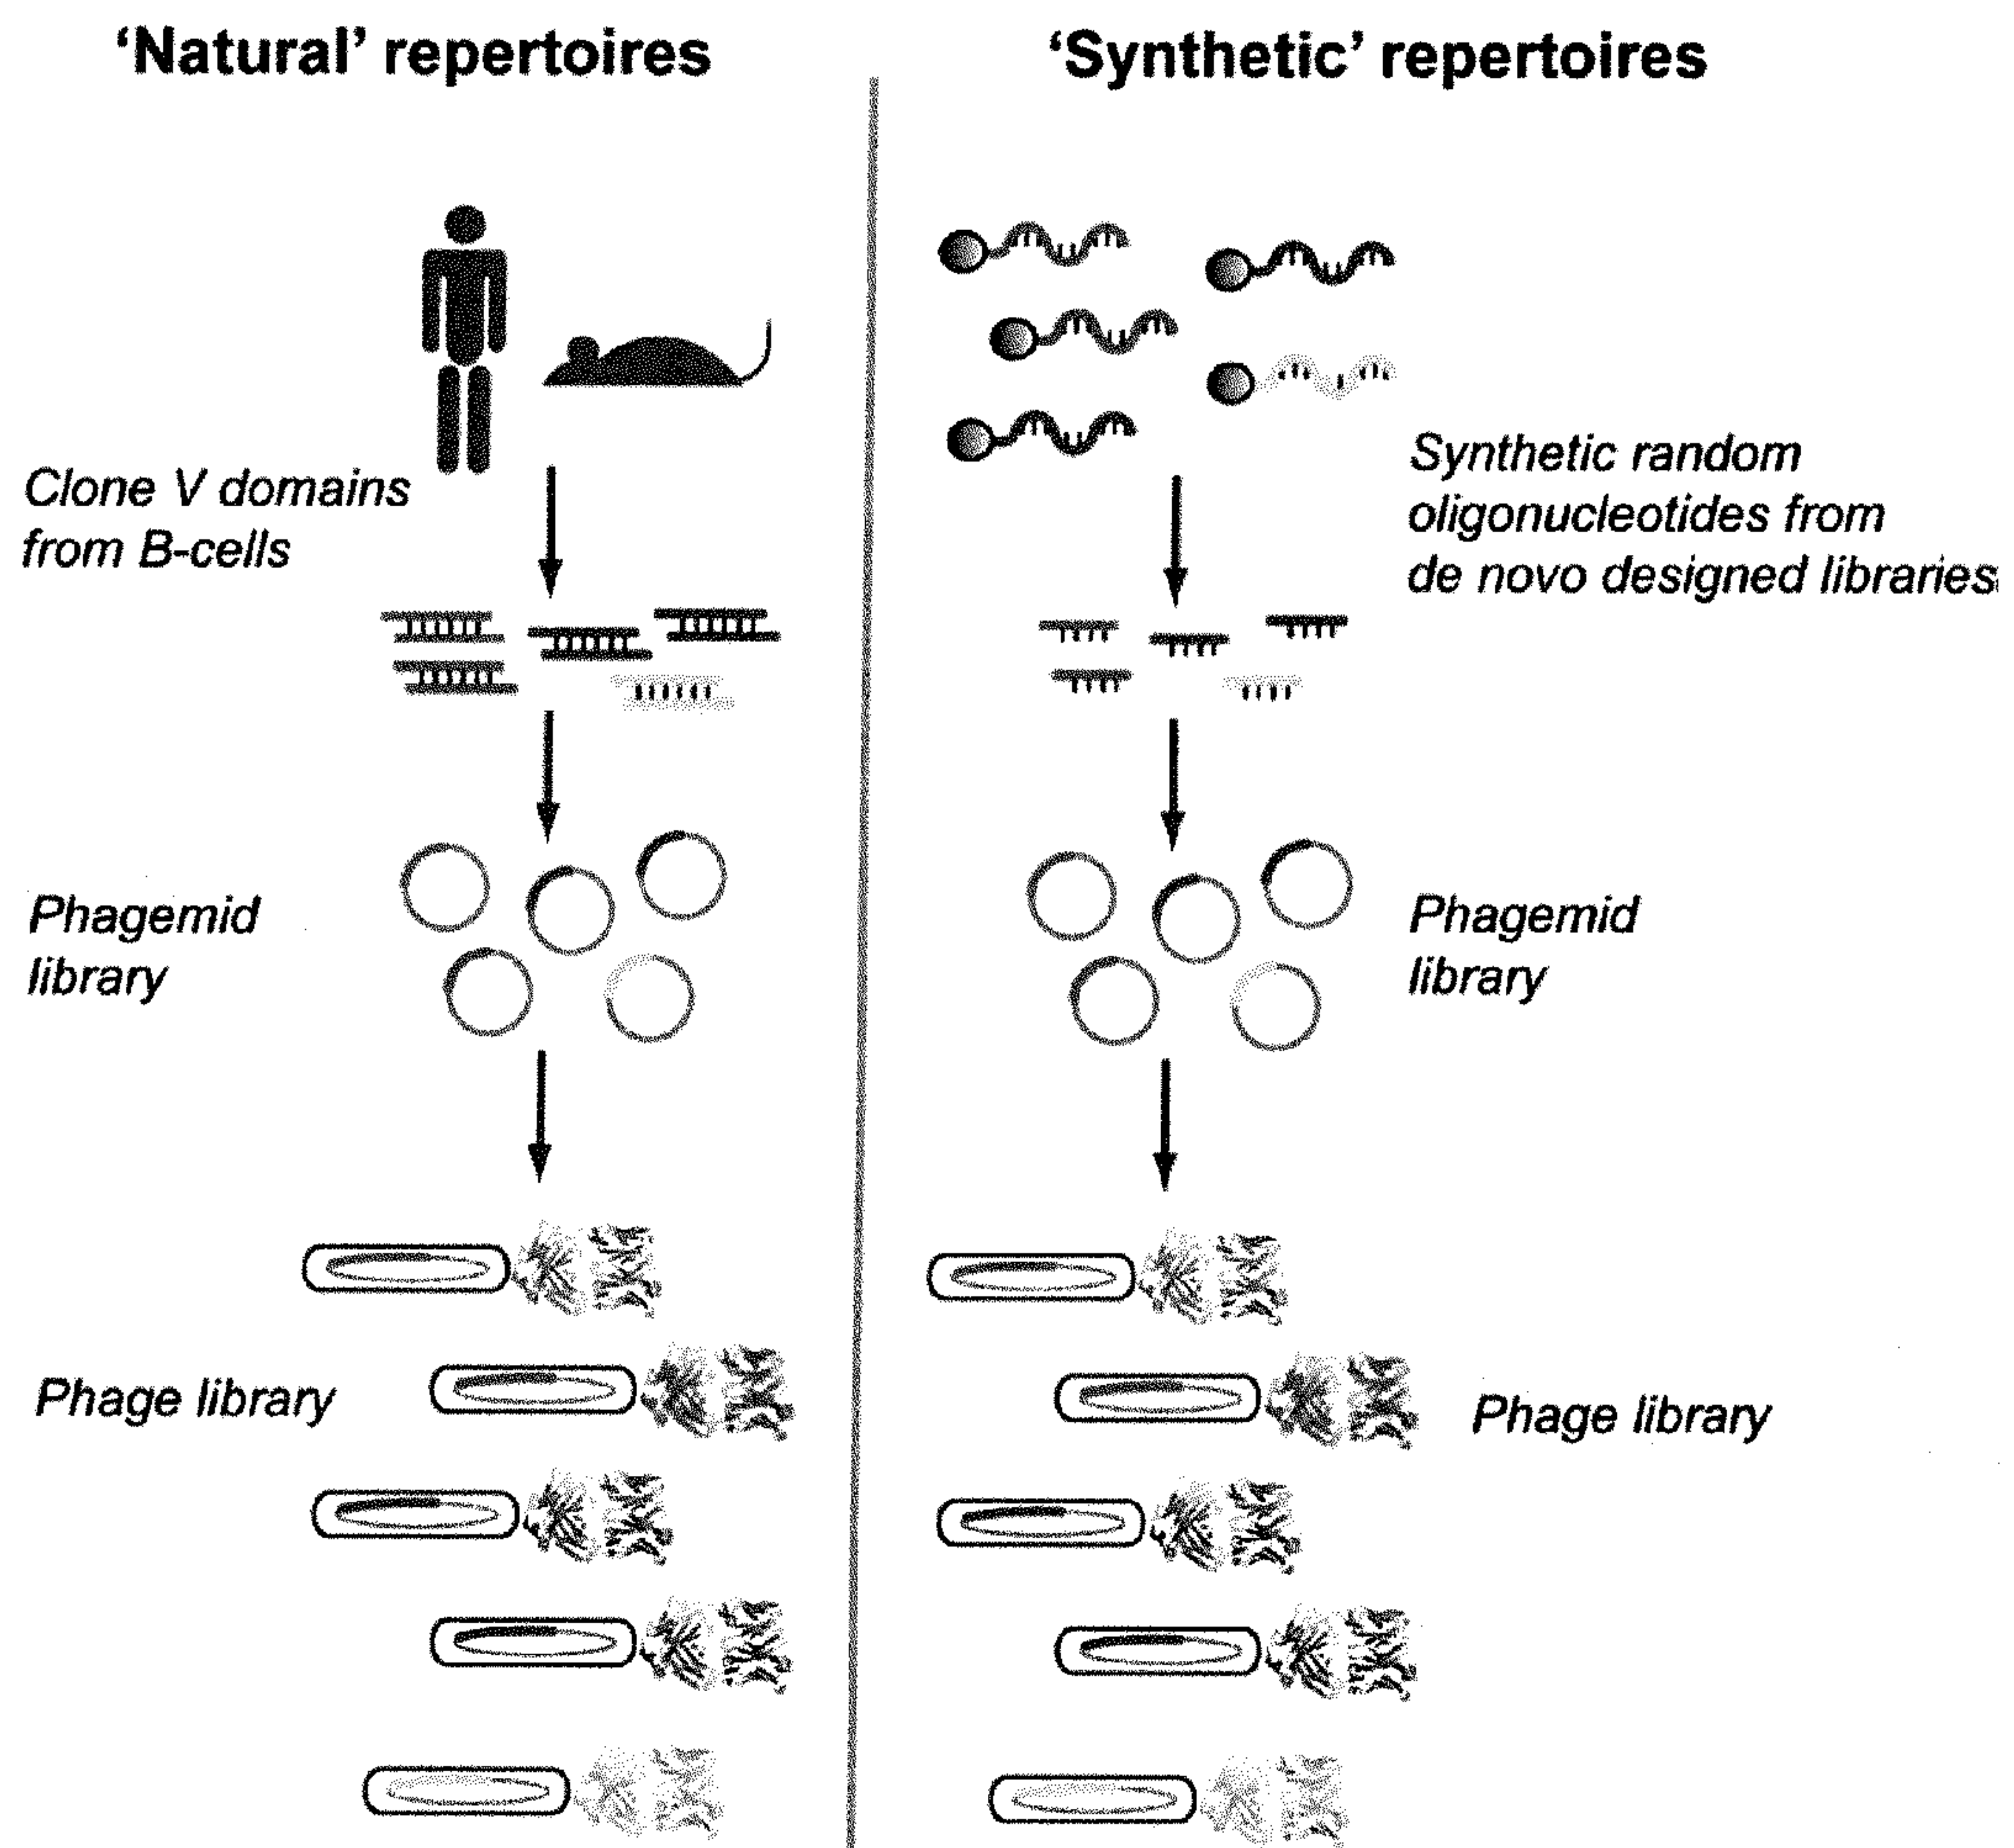 ‘Natural’ repertoires
‘Synthetic’ repertoires
Clone V domains
from B-cells
Synthetic random
oligonucleotides from
de novo designed libraries
Phagemid
library
Phagemid
library
Phage library
Phage library